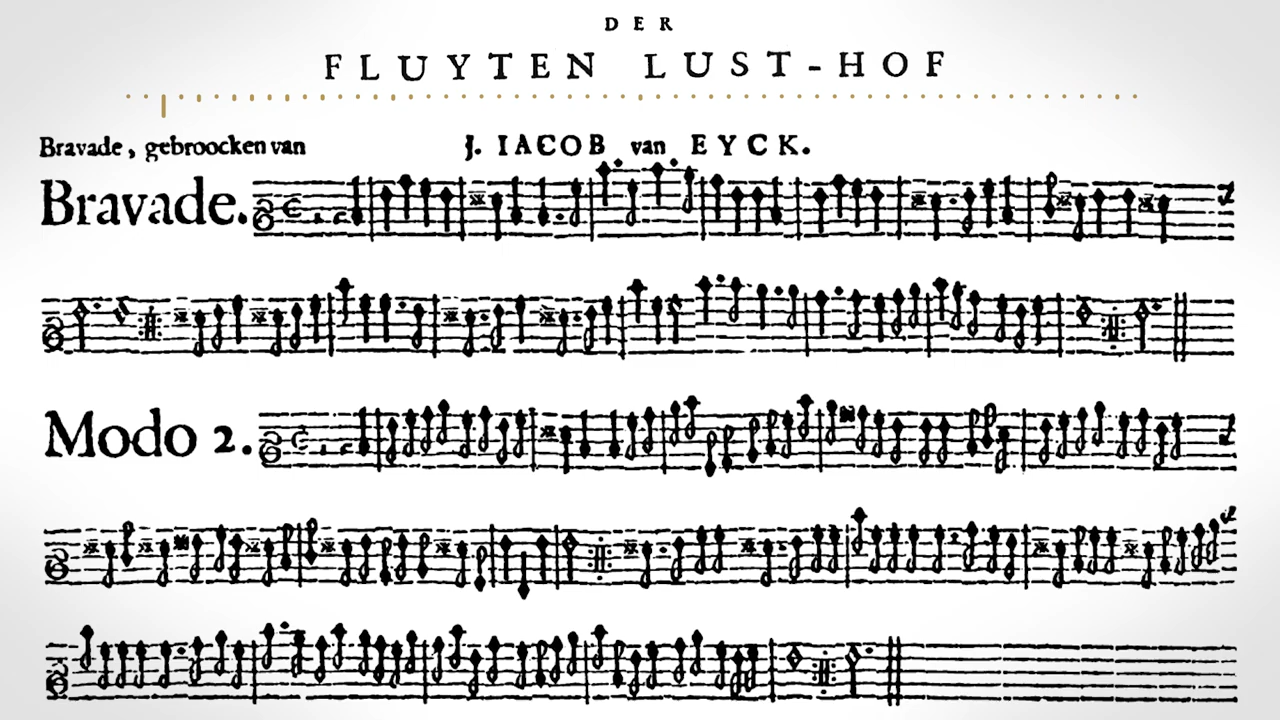 DER
FLUYTEN LUST-HOF
Bravade, gebroocken van J. IACOB van EYCK.
Bravade.
Modo 2.